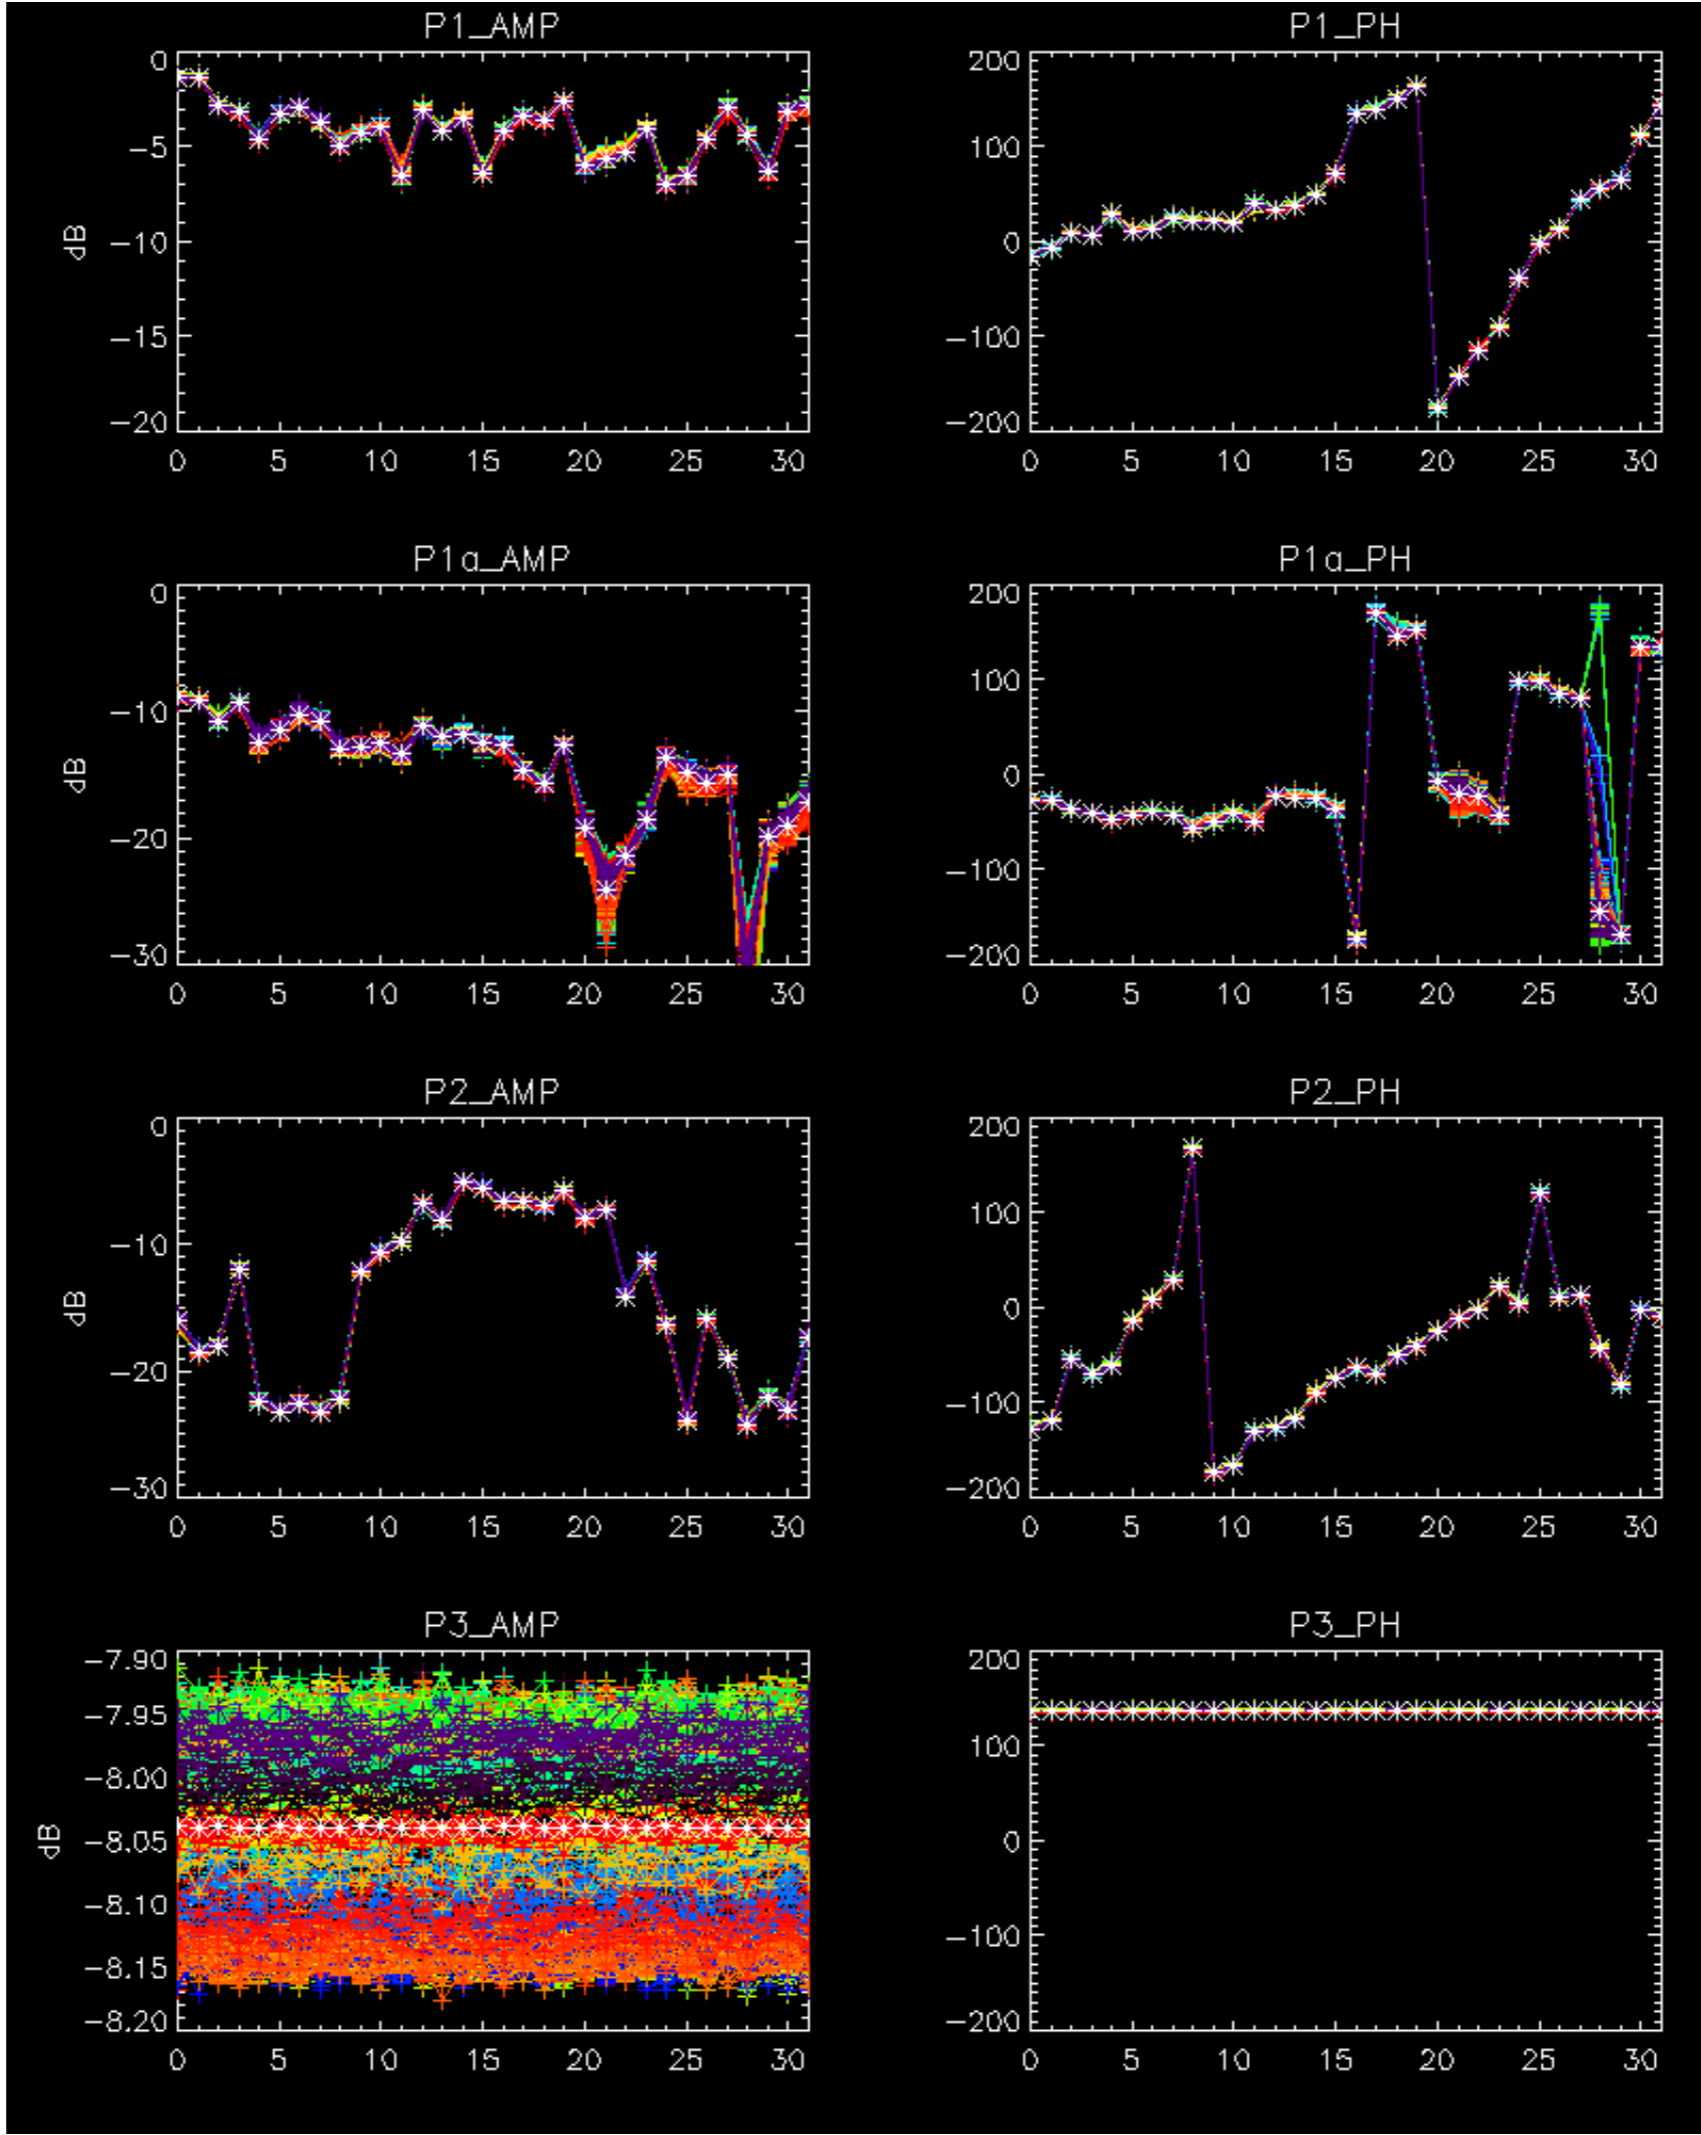 P1_AMP P1_PH
0 200
−5 100
dB
−10 0
−15 −100
−20 −200
0 5 10 15 20 25 30 0 5 10 15 20 25 30
P1a_AMP P1a_PH
0 200
−10 100
dB
0
−20 −100
−30 −200
0 5 10 15 20 25 30 0 5 10 15 20 25 30
P2_AMP P2_PH
0 200
−10 100
dB
0
−20 −100
−30 −200
0 5 10 15 20 25 30 0 5 10 15 20 25 30
P3_AMP P3_PH
−7.90 200
−7.95 100
−8.00
dB
−8.05 0
−8.10 −100
−8.15
−8.20 −200
0 5 10 15 20 25 30 0 5 10 15 20 25 30